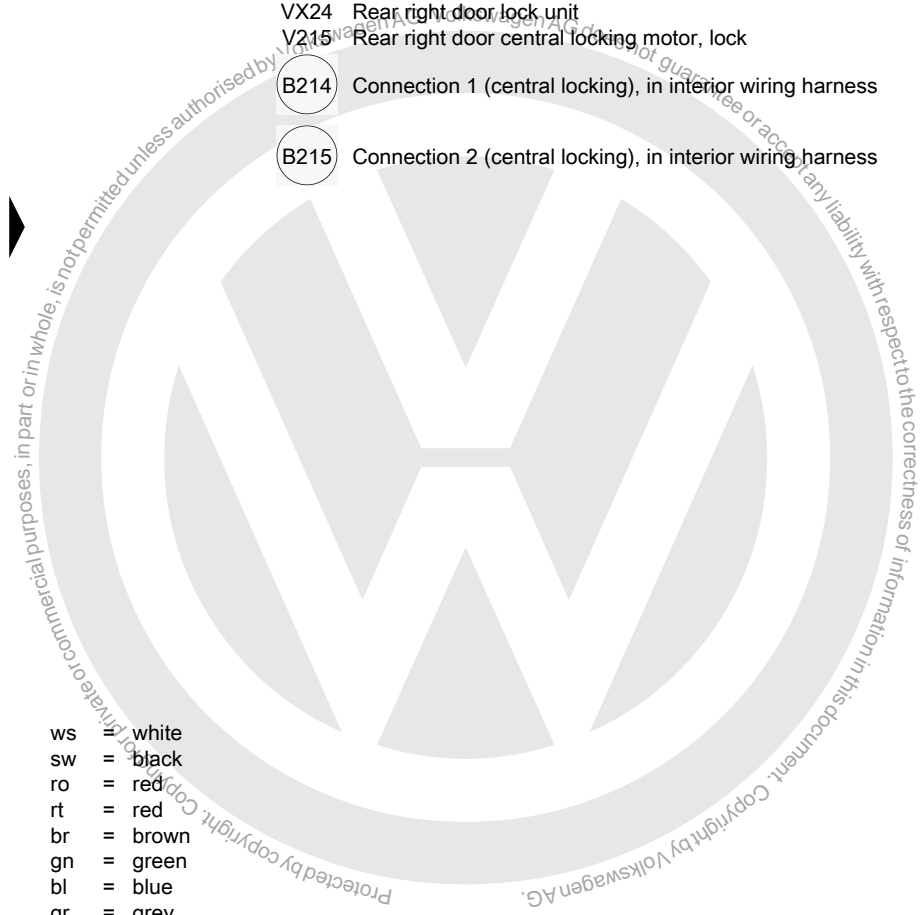 VX24 Rear right door lock unit
V215 Rear right door central locking motor, lock
B214 Connection 1 (central locking), in interior wiring harness
B215 Connection 2 (central locking), in interior wiring harness
ws = white
sw = black
ro = red
rt = red
br = brown
gn = green
bl = blue
gr = grey
Protected by copyright. Copying for private or commercial purposes, in part or in whole, is not permitted unless authorised by Volkswagen AG. Volkswagen AG does not guarantee or accept any liability with respect to the correctness of information in this document. Copyright by Volkswagen AG.